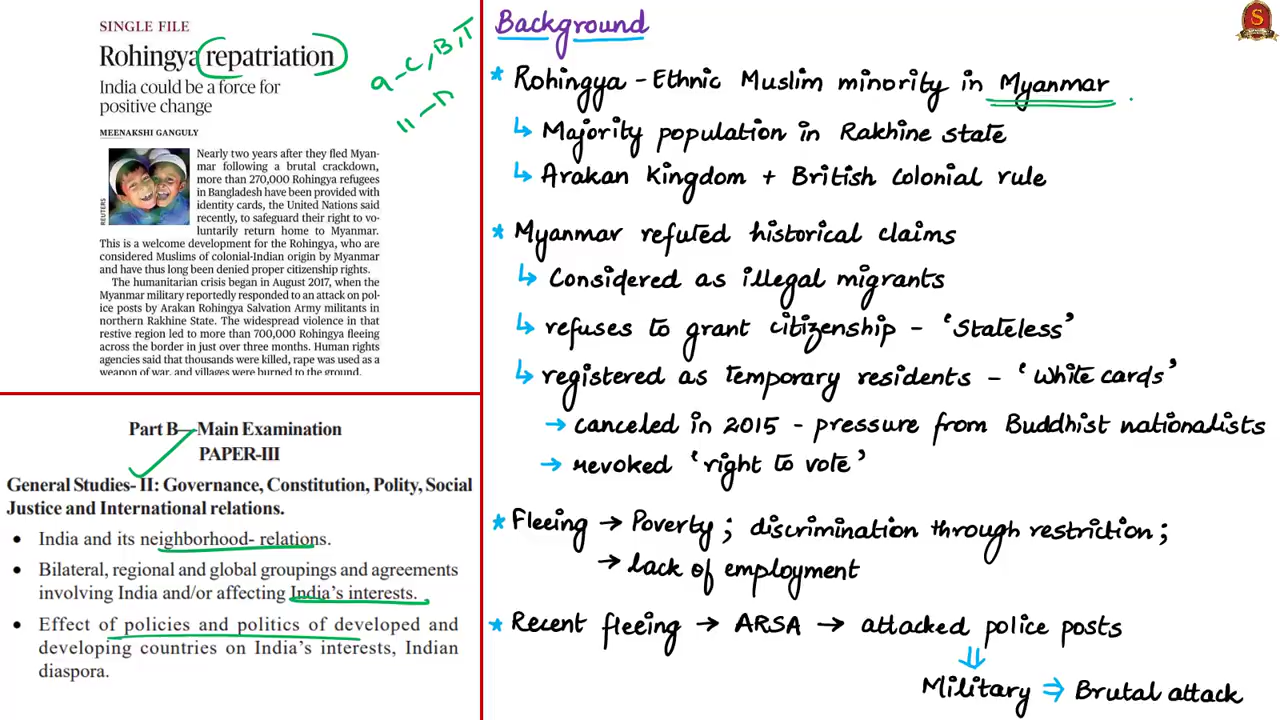 SINGLE FILE
Rohingya repatriation
India could be a force for
positive change
MEENAKSHI GANGULY
REUTERS
Nearly two years after they fled Myan-
mar following a brutal crackdown,
more than 270,000 Rohingya refugees
in Bangladesh have been provided with
identity cards, the United Nations said
recently, to safeguard their right to vo-
luntarily return home to Myanmar.
This is a welcome development for the Rohingya, who are
considered Muslims of colonial-Indian origin by Myanmar
and have thus long been denied proper citizenship rights.
The humanitarian crisis began in August 2017, when the
Myanmar military reportedly responded to an attack on pol-
ice posts by Arakan Rohingya Salvation Army militants in
northern Rakhine State. The widespread violence in that
restive region led to more than 700,000 Rohingya fleeing
across the border in just over three months. Human rights
agencies said that thousands were killed, rape was used as a
weapon of war, and villages were burned to the ground.
9 - C, B, T
11 - D
Part B—Main Examination
PAPER-III
General Studies- II: Governance, Constitution, Polity, Social
Justice and International relations.
• India and its neighborhood- relations.
• Bilateral, regional and global groupings and agreements
involving India and/or affecting India's interests.
• Effect of policies and politics of developed and
developing countries on India's interests, Indian
diaspora.
Background
* Rohingya - Ethnic Muslim minority in Myanmar
↳ Majority population in Rakhine state
↳ Arakan Kingdom + British Colonial rule
* Myanmar refuted historical claims
↳ Considered as illegal migrants
↳ refuses to grant citizenship - 'Stateless'
↳ registered as temporary residents - 'White cards'
→ canceled in 2015 - pressure from Buddhist nationalists
→ revoked 'right to vote'
* Fleeing → Poverty ; discrimination through restriction ;
→ lack of employment
* Recent fleeing → ARSA → attacked police posts
⇓
Military ⇒ Brutal attack
S